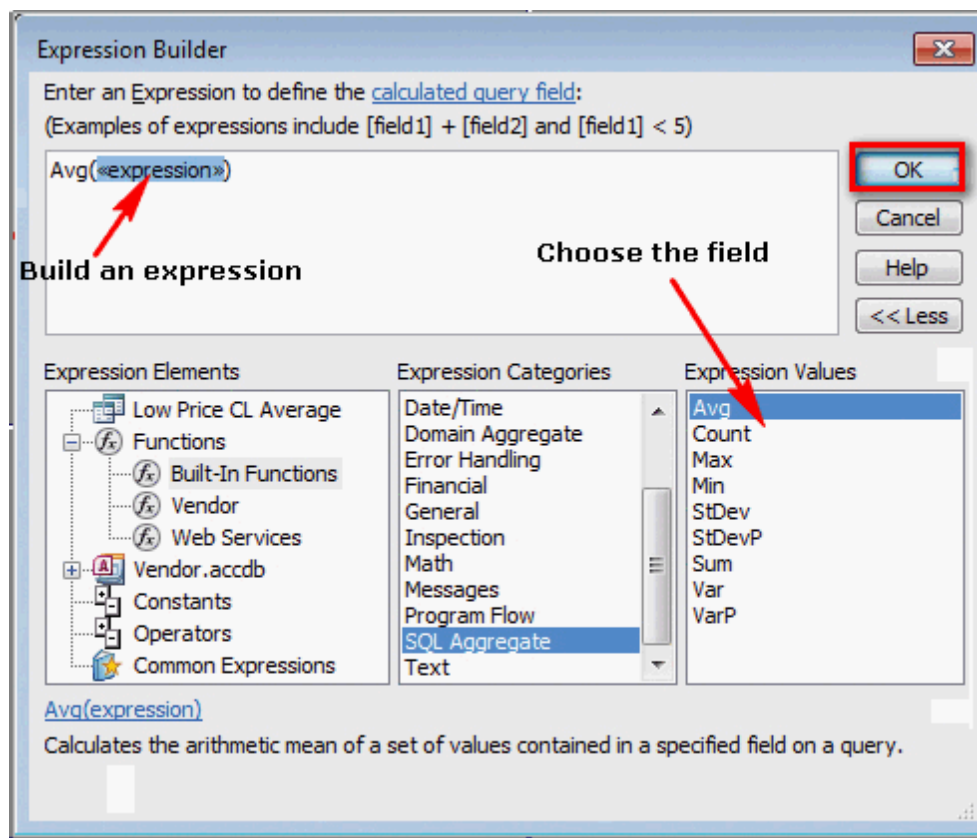 Expression Builder
Enter an Expression to define the calculated query field:
(Examples of expressions include [field1] + [field2] and [field1] < 5)
Avg(«expression»)
OK
Cancel
Help
<< Less
Build an expression
Choose the field
Expression Elements
Low Price CL Average
Functions
Built-In Functions
Vendor
Web Services
Vendor.accdb
Constants
Operators
Common Expressions
Expression Categories
Date/Time
Domain Aggregate
Error Handling
Financial
General
Inspection
Math
Messages
Program Flow
SQL Aggregate
Text
Expression Values
Avg
Count
Max
Min
StDev
StDevP
Sum
Var
VarP
Avg(expression)
Calculates the arithmetic mean of a set of values contained in a specified field on a query.